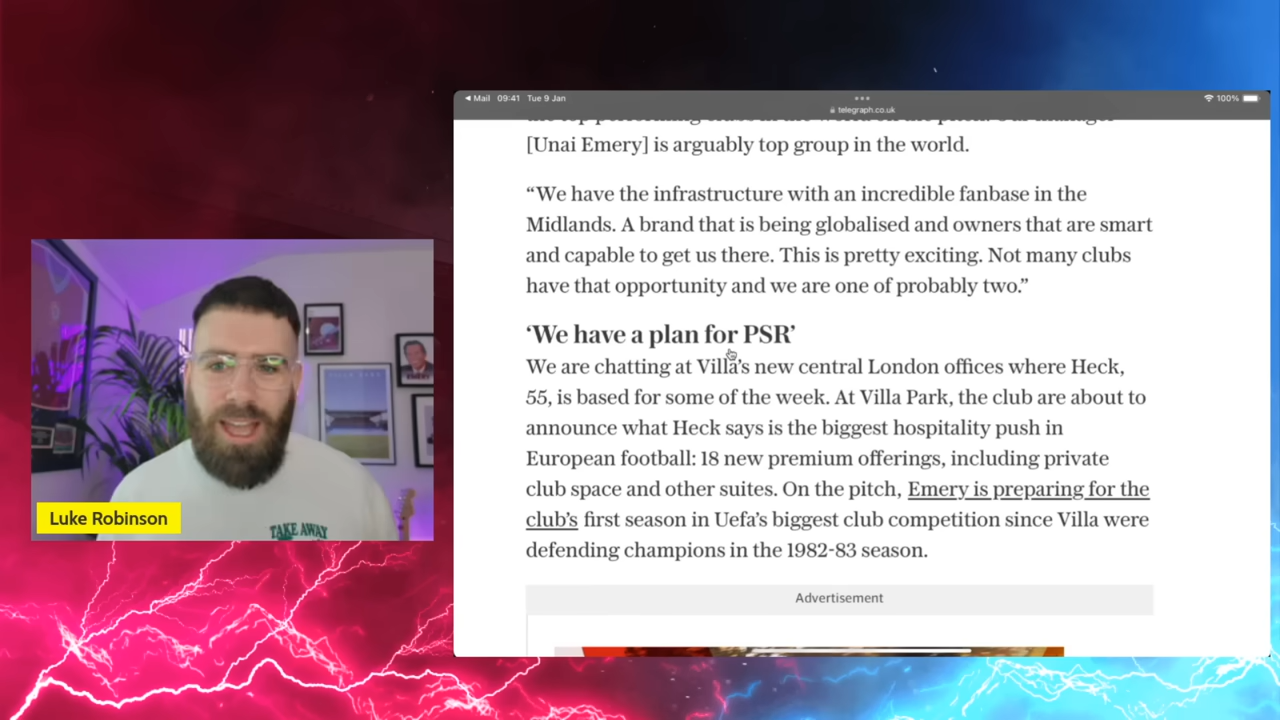 Mail 09:41 Tue 9 Jan
100%
telegraph.co.uk
[Unai Emery] is arguably top group in the world.
“We have the infrastructure with an incredible fanbase in the
Midlands. A brand that is being globalised and owners that are smart
and capable to get us there. This is pretty exciting. Not many clubs
have that opportunity and we are one of probably two.”
‘We have a plan for PSR’
We are chatting at Villa’s new central London offices where Heck,
55, is based for some of the week. At Villa Park, the club are about to
announce what Heck says is the biggest hospitality push in
European football: 18 new premium offerings, including private
club space and other suites. On the pitch, Emery is preparing for the
club’s first season in Uefa’s biggest club competition since Villa were
defending champions in the 1982-83 season.
Advertisement
Luke Robinson
TAKE AWAY